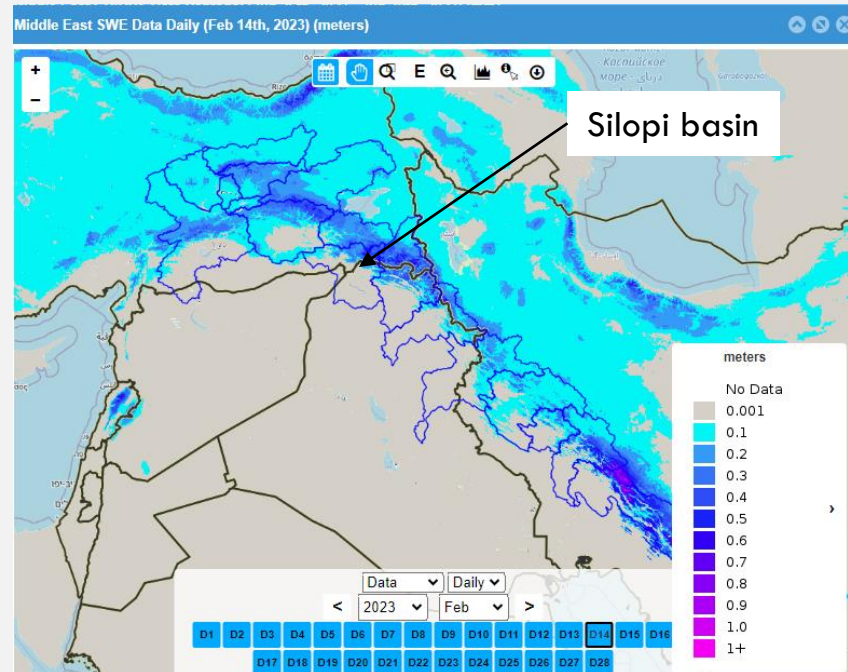 Middle East SWE Data Daily (Feb 14th, 2023) (meters)
+
−
E
Rize
Каспийское
море - دریای
Garabogazköl
Silopi basin
meters
No Data
0.001
0.1
0.2
0.3
0.4
0.5
0.6
0.7
0.8
0.9
1.0
1+
Data Daily
< 2023 Feb >
D1 D2 D3 D4 D5 D6 D7 D8 D9 D10 D11 D12 D13 D14 D15 D16
D17 D18 D19 D20 D21 D22 D23 D24 D25 D26 D27 D28